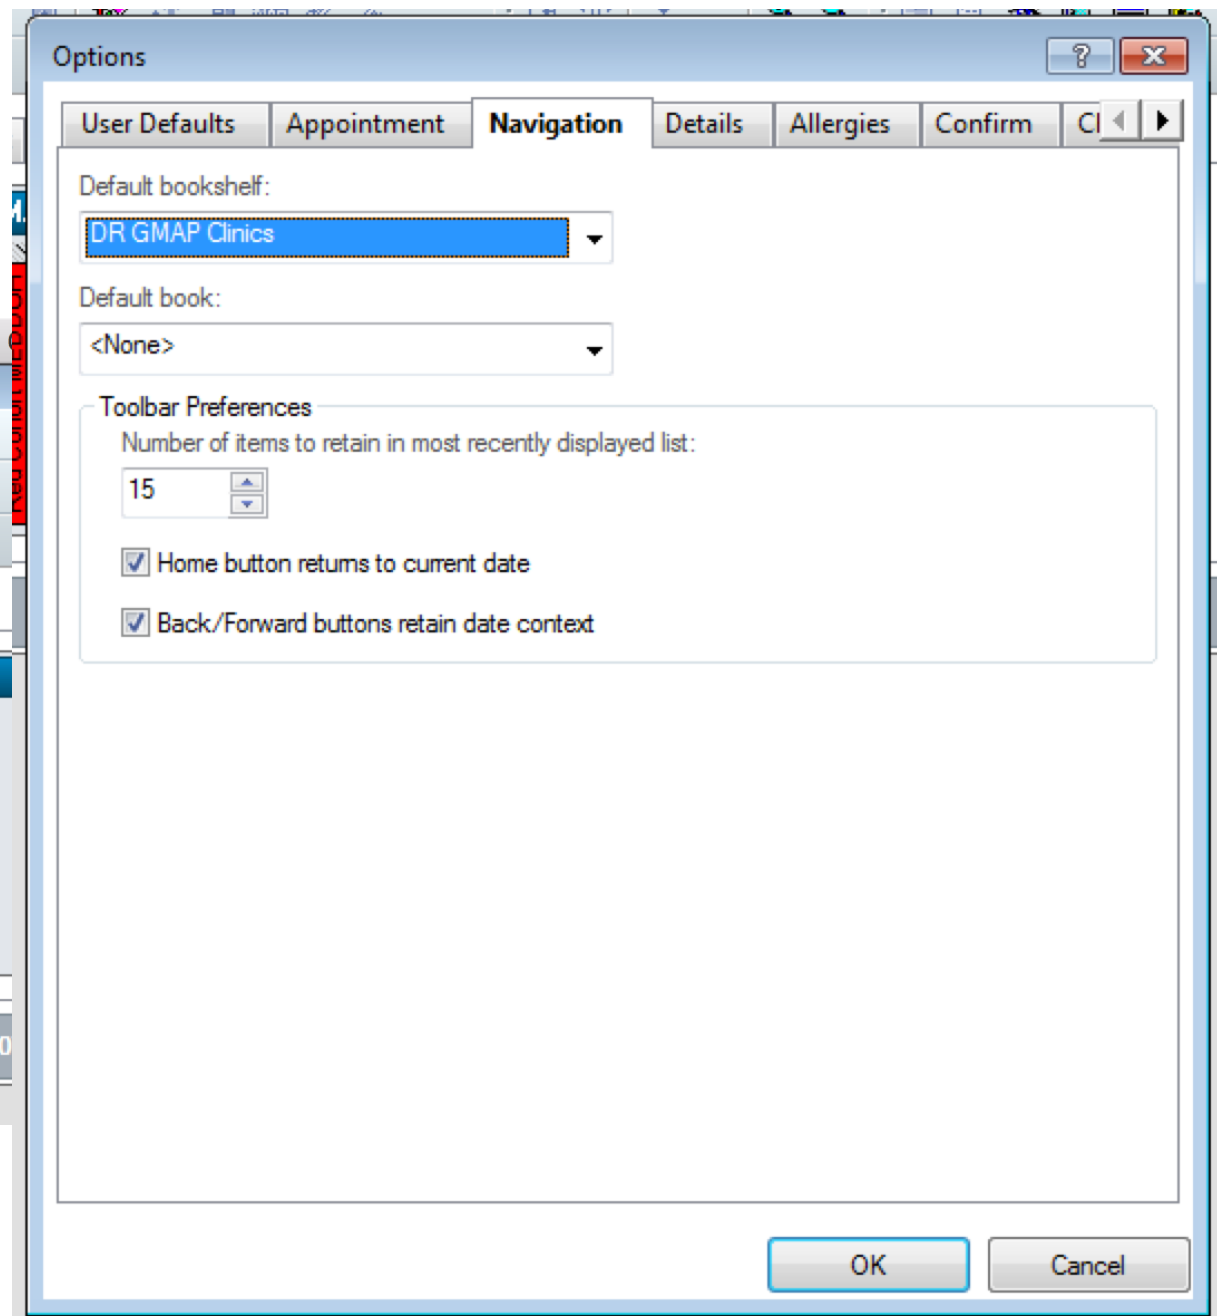 Options
User Defaults
Appointment
Navigation
Details
Allergies
Confirm
Default bookshelf:
DR GMAP Clinics
Default book:
<None>
Toolbar Preferences
Number of items to retain in most recently displayed list:
15
Home button returns to current date
Back/Forward buttons retain date context
OK
Cancel